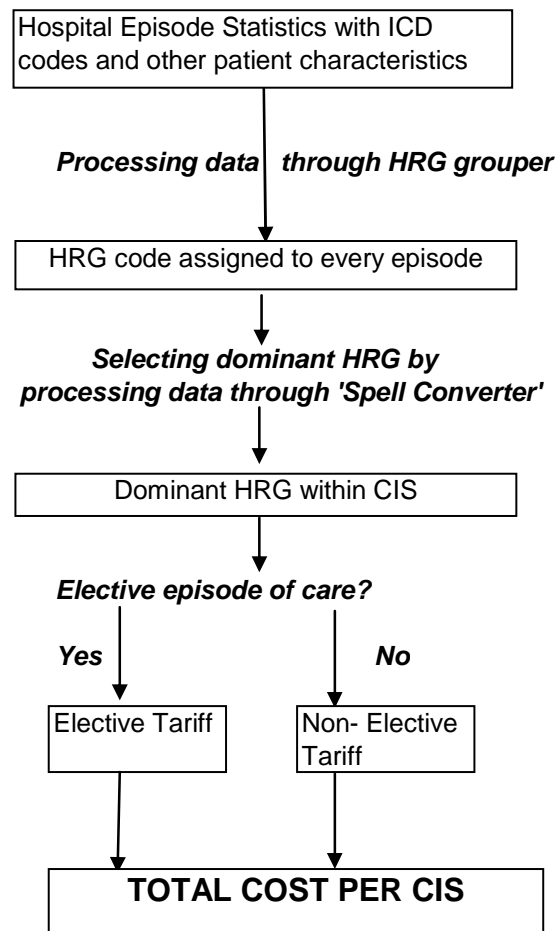 Hospital Episode Statistics with ICD
codes and other patient characteristics
Processing data through HRG grouper
HRG code assigned to every episode
Selecting dominant HRG by
processing data through 'Spell Converter'
Dominant HRG within CIS
Elective episode of care?
Yes No
Elective Tariff
Non- Elective
Tariff
TOTAL COST PER CIS